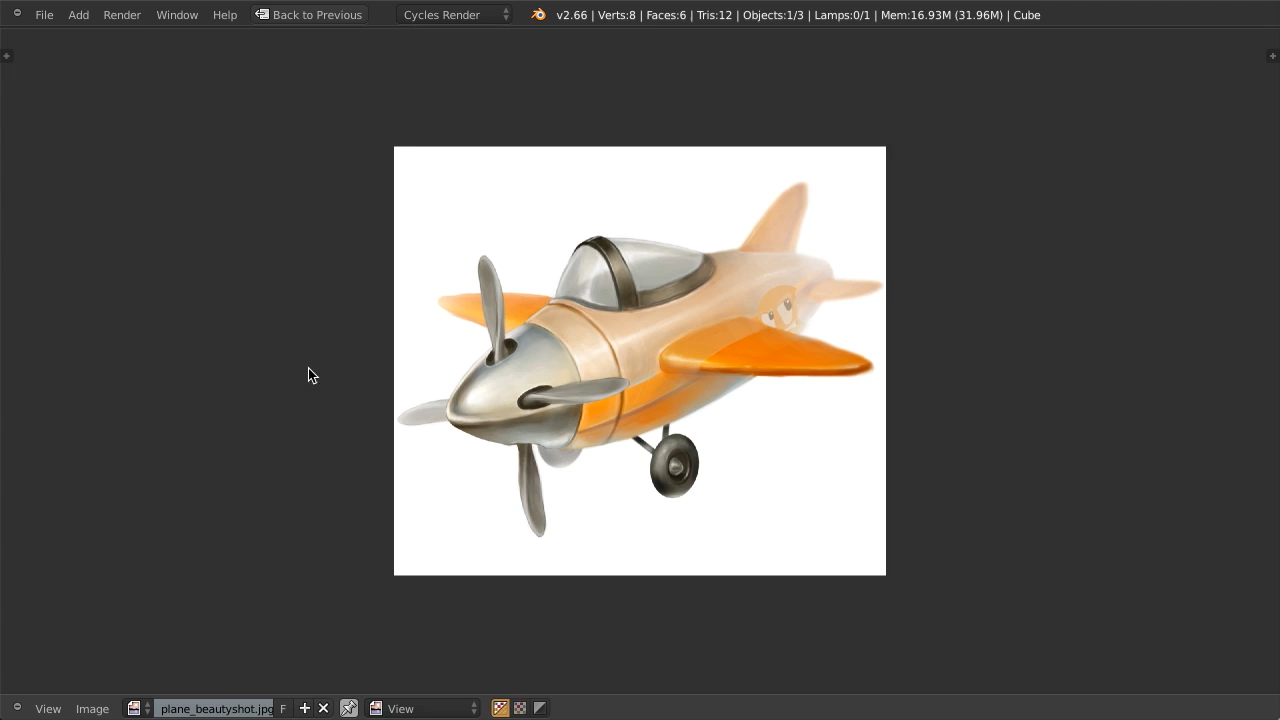 File Add Render Window Help Back to Previous Cycles Render v2.66 | Verts:8 | Faces:6 | Tris:12 | Objects:1/3 | Lamps:0/1 | Mem:16.93M (31.96M) | Cube
View Image plane_beautyshot.jpg F View